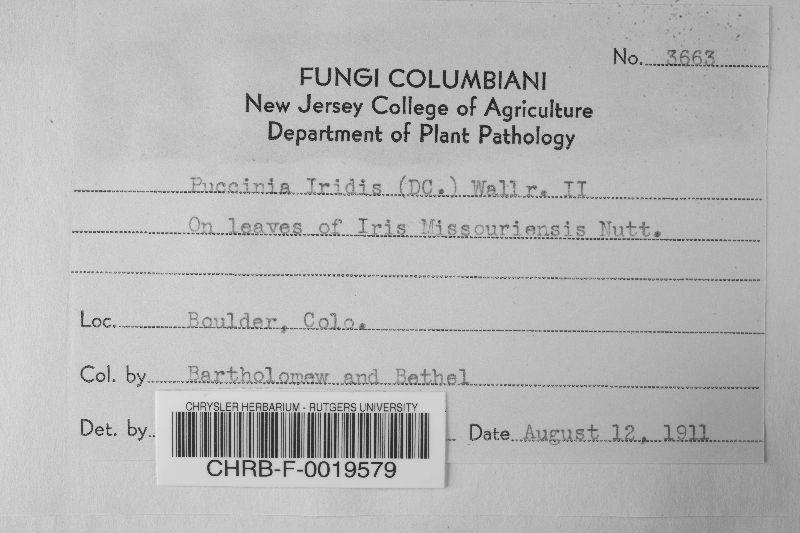 No. 3663
FUNGI COLUMBIANI
New Jersey College of Agriculture
Department of Plant Pathology
Puccinia Iridis (DC.) Wallr. II
On leaves of Iris Missouriensis Nutt.
Loc. Boulder, Colo.
Col. by Bartholomew and Bethel
Det. by Date August 12, 1911
CHRYSLER HERBARIUM - RUTGERS UNIVERSITY
CHRB-F-0019579